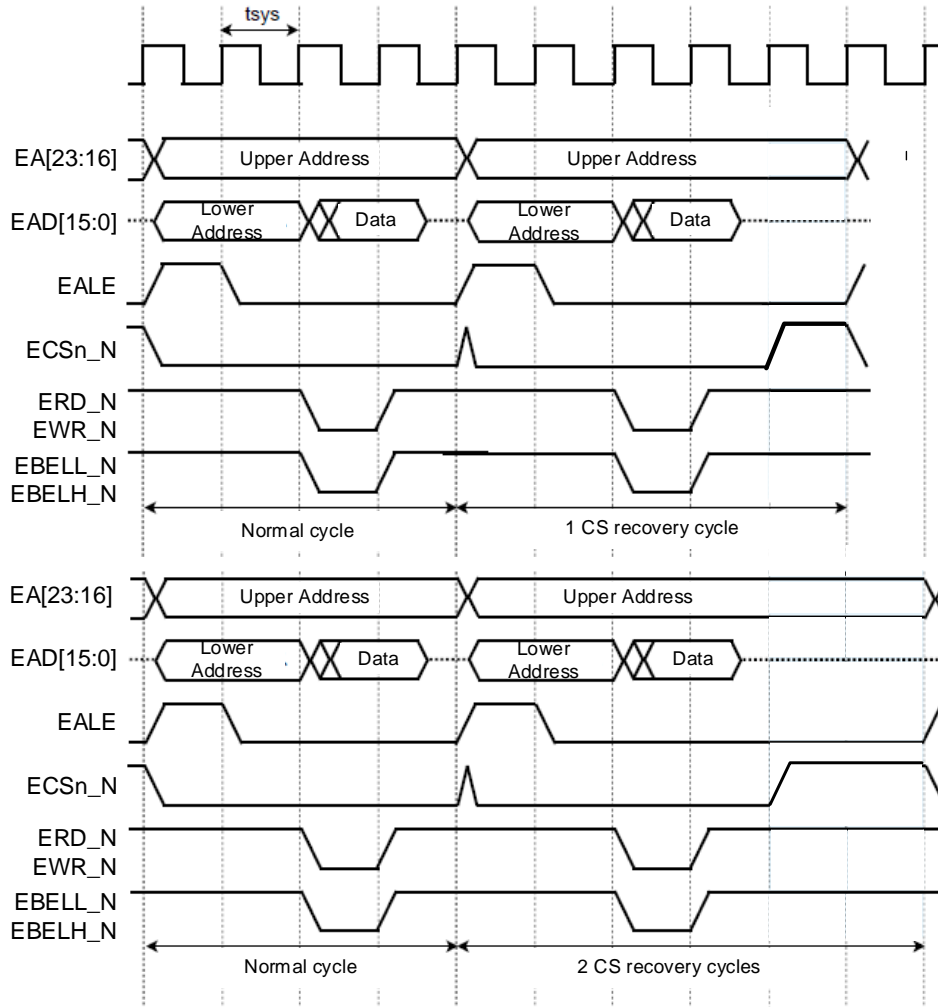 tsys
EA[23:16]
Upper Address
Upper Address
EAD[15:0]
Lower
Address
Data
Lower
Address
Data
EALE
ECSn_N
ERD_N
EWR_N
EBELL_N
EBELH_N
Normal cycle
1 CS recovery cycle
EA[23:16]
Upper Address
Upper Address
EAD[15:0]
Lower
Address
Data
Lower
Address
Data
EALE
ECSn_N
ERD_N
EWR_N
EBELL_N
EBELH_N
Normal cycle
2 CS recovery cycles